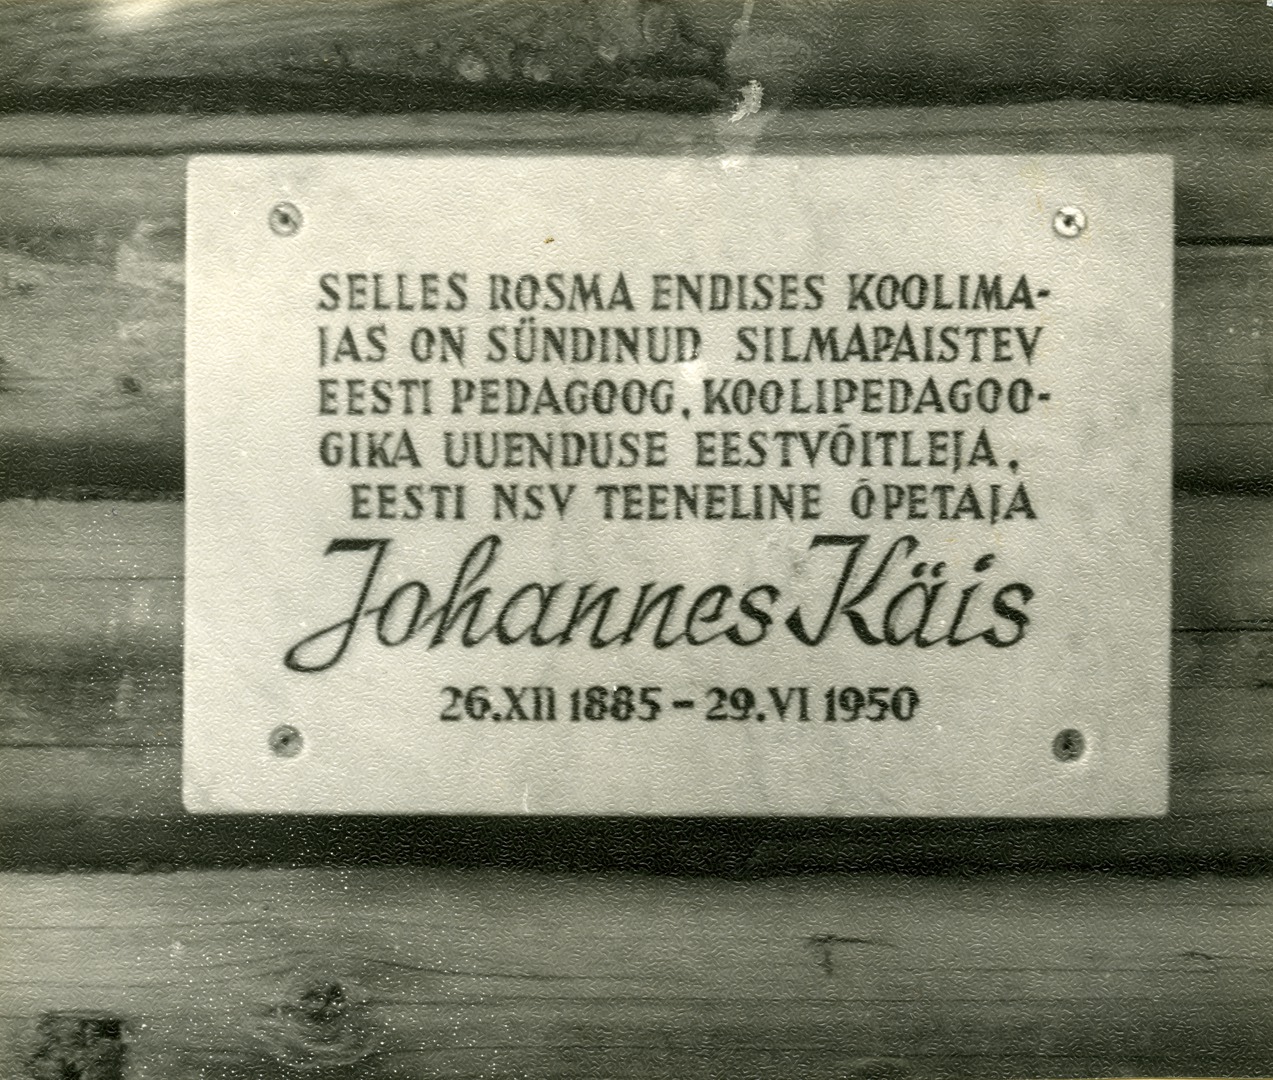 SELLES ROSMA ENDISES KOOLIMA-
JAS ON SÜNDINUD SILMAPAISTEV
EESTI PEDAGOOG, KOOLIPEDAGOO-
GIKA UUENDUSE EESTVÕITLEJA,
EESTI NSV TEENELINE ÕPETAJA
Johannes Käis
26.XII 1885 – 29.VI 1950